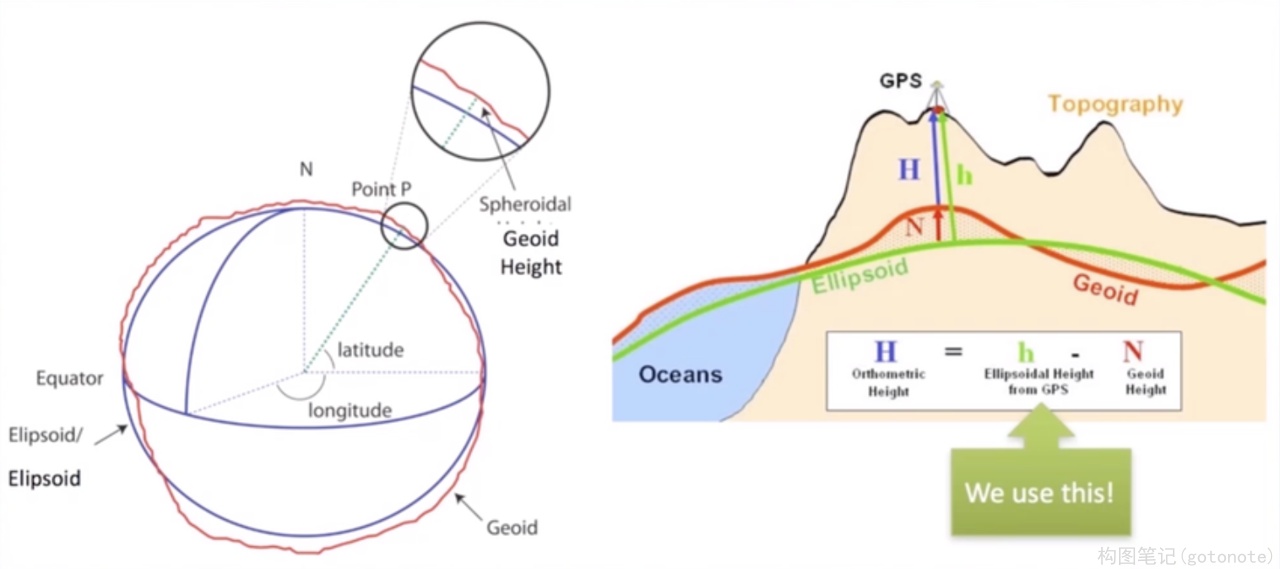 N
Point P
Spheroidal
Geoid
Height
latitude
longitude
Equator
Elipsoid/
Elipsoid
Geoid
GPS
Topography
H
h
N
Ellipsoid
Geoid
Oceans
H = h - N
Orthometric Height
Ellipsoidal Height from GPS
Geoid Height
We use this!
构图笔记(gotonote)